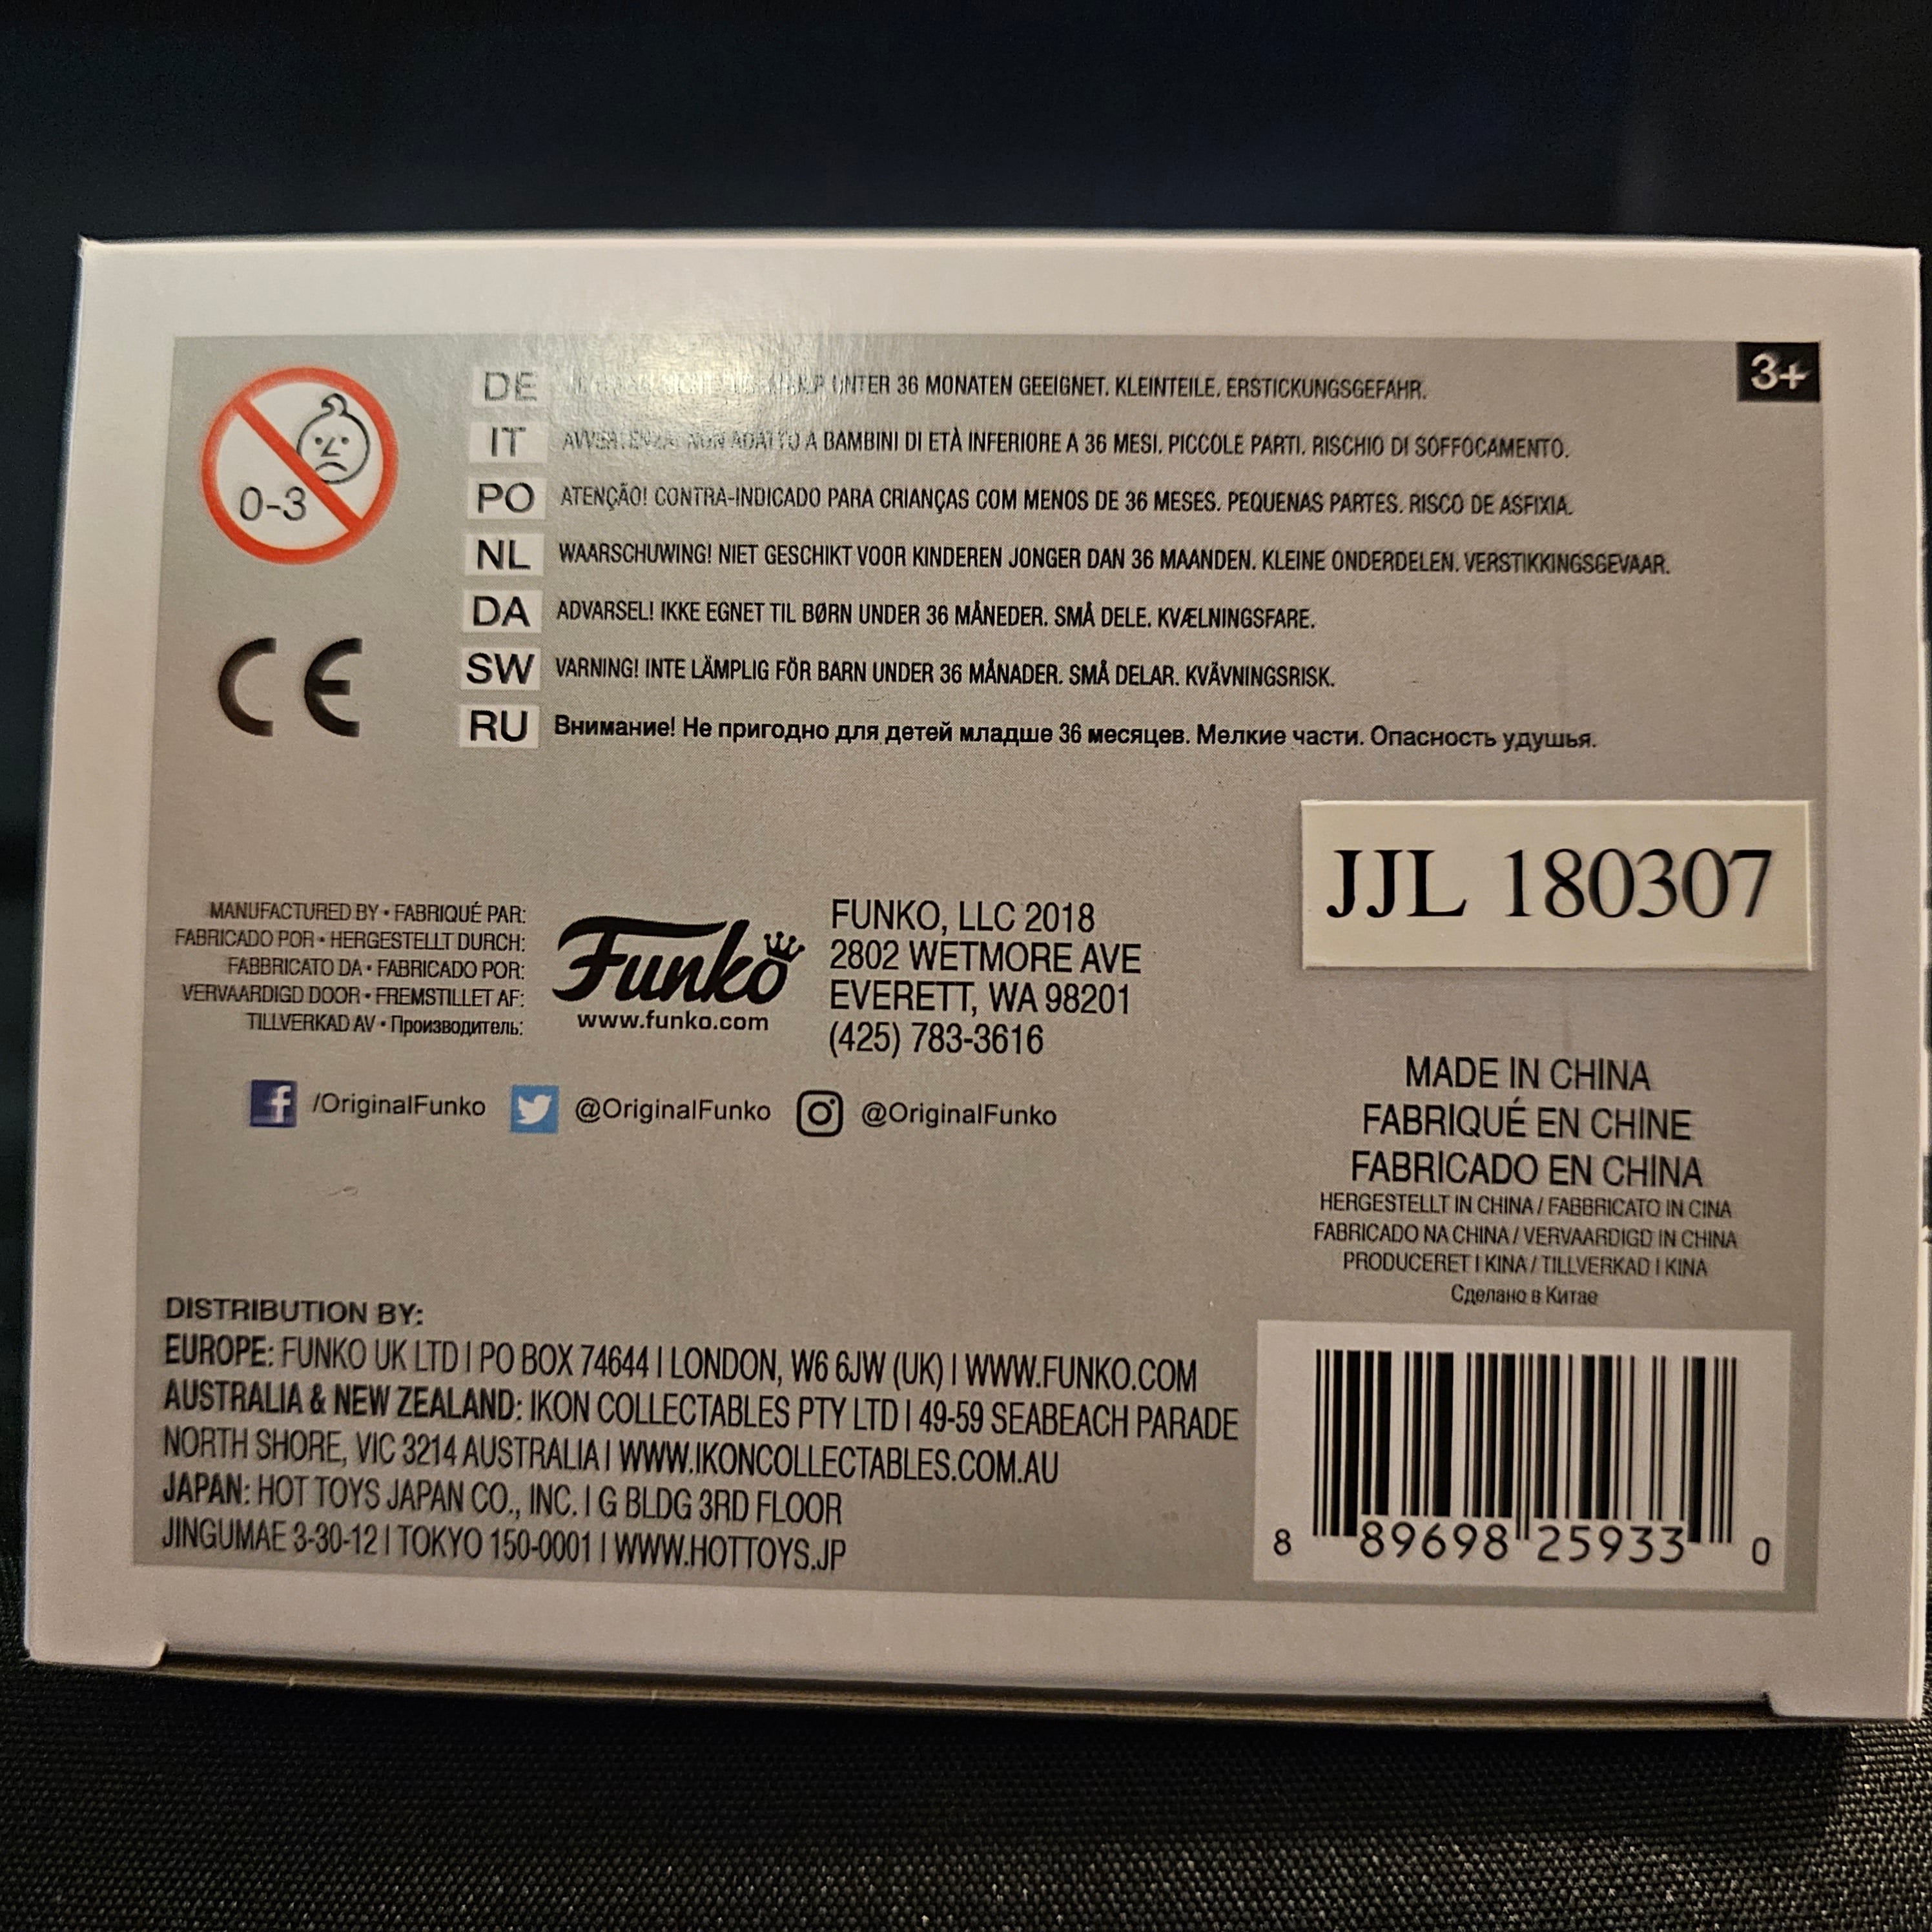 3+
0-3
DE UNTER 36 MONATEN GEEIGNET. KLEINTEILE. ERSTICKUNGSGEFAHR.
IT AVVERTENZA! NON ADATTO A BAMBINI DI ETÀ INFERIORE A 36 MESI. PICCOLE PARTI. RISCHIO DI SOFFOCAMENTO.
PO ATENÇÃO! CONTRA-INDICADO PARA CRIANÇAS COM MENOS DE 36 MESES. PEQUENAS PARTES. RISCO DE ASFIXIA.
NL WAARSCHUWING! NIET GESCHIKT VOOR KINDEREN JONGER DAN 36 MAANDEN. KLEINE ONDERDELEN. VERSTIKKINGSGEVAAR.
DA ADVARSEL! IKKE EGNET TIL BØRN UNDER 36 MÅNEDER. SMÅ DELE. KVÆLNINGSFARE.
SW VARNING! INTE LÄMPLIG FÖR BARN UNDER 36 MÅNADER. SMÅ DELAR. KVÄVNINGSRISK.
RU Внимание! Не пригодно для детей младше 36 месяцев. Мелкие части. Опасность удушья.
CE
JJL 180307
MANUFACTURED BY • FABRIQUÉ PAR:
FABRICADO POR • HERGESTELLT DURCH:
FABBRICATO DA • FABRICADO POR:
VERVAARDIGD DOOR • FREMSTILLET AF:
TILLVERKAD AV • Производитель:
Funko
www.funko.com
FUNKO, LLC 2018
2802 WETMORE AVE
EVERETT, WA 98201
(425) 783-3616
/OriginalFunko @OriginalFunko @OriginalFunko
MADE IN CHINA
FABRIQUÉ EN CHINE
FABRICADO EN CHINA
HERGESTELLT IN CHINA / FABBRICATO IN CINA
FABRICADO NA CHINA / VERVAARDIGD IN CHINA
PRODUCERET I KINA / TILLVERKAD I KINA
Сделано в Китае
DISTRIBUTION BY:
EUROPE: FUNKO UK LTD | PO BOX 74644 | LONDON, W6 6JW (UK) | WWW.FUNKO.COM
AUSTRALIA & NEW ZEALAND: IKON COLLECTABLES PTY LTD | 49-59 SEABEACH PARADE
NORTH SHORE, VIC 3214 AUSTRALIA | WWW.IKONCOLLECTABLES.COM.AU
JAPAN: HOT TOYS JAPAN CO., INC. | G BLDG 3RD FLOOR
JINGUMAE 3-30-12 | TOKYO 150-0001 | WWW.HOTTOYS.JP
8 89698 25933 0